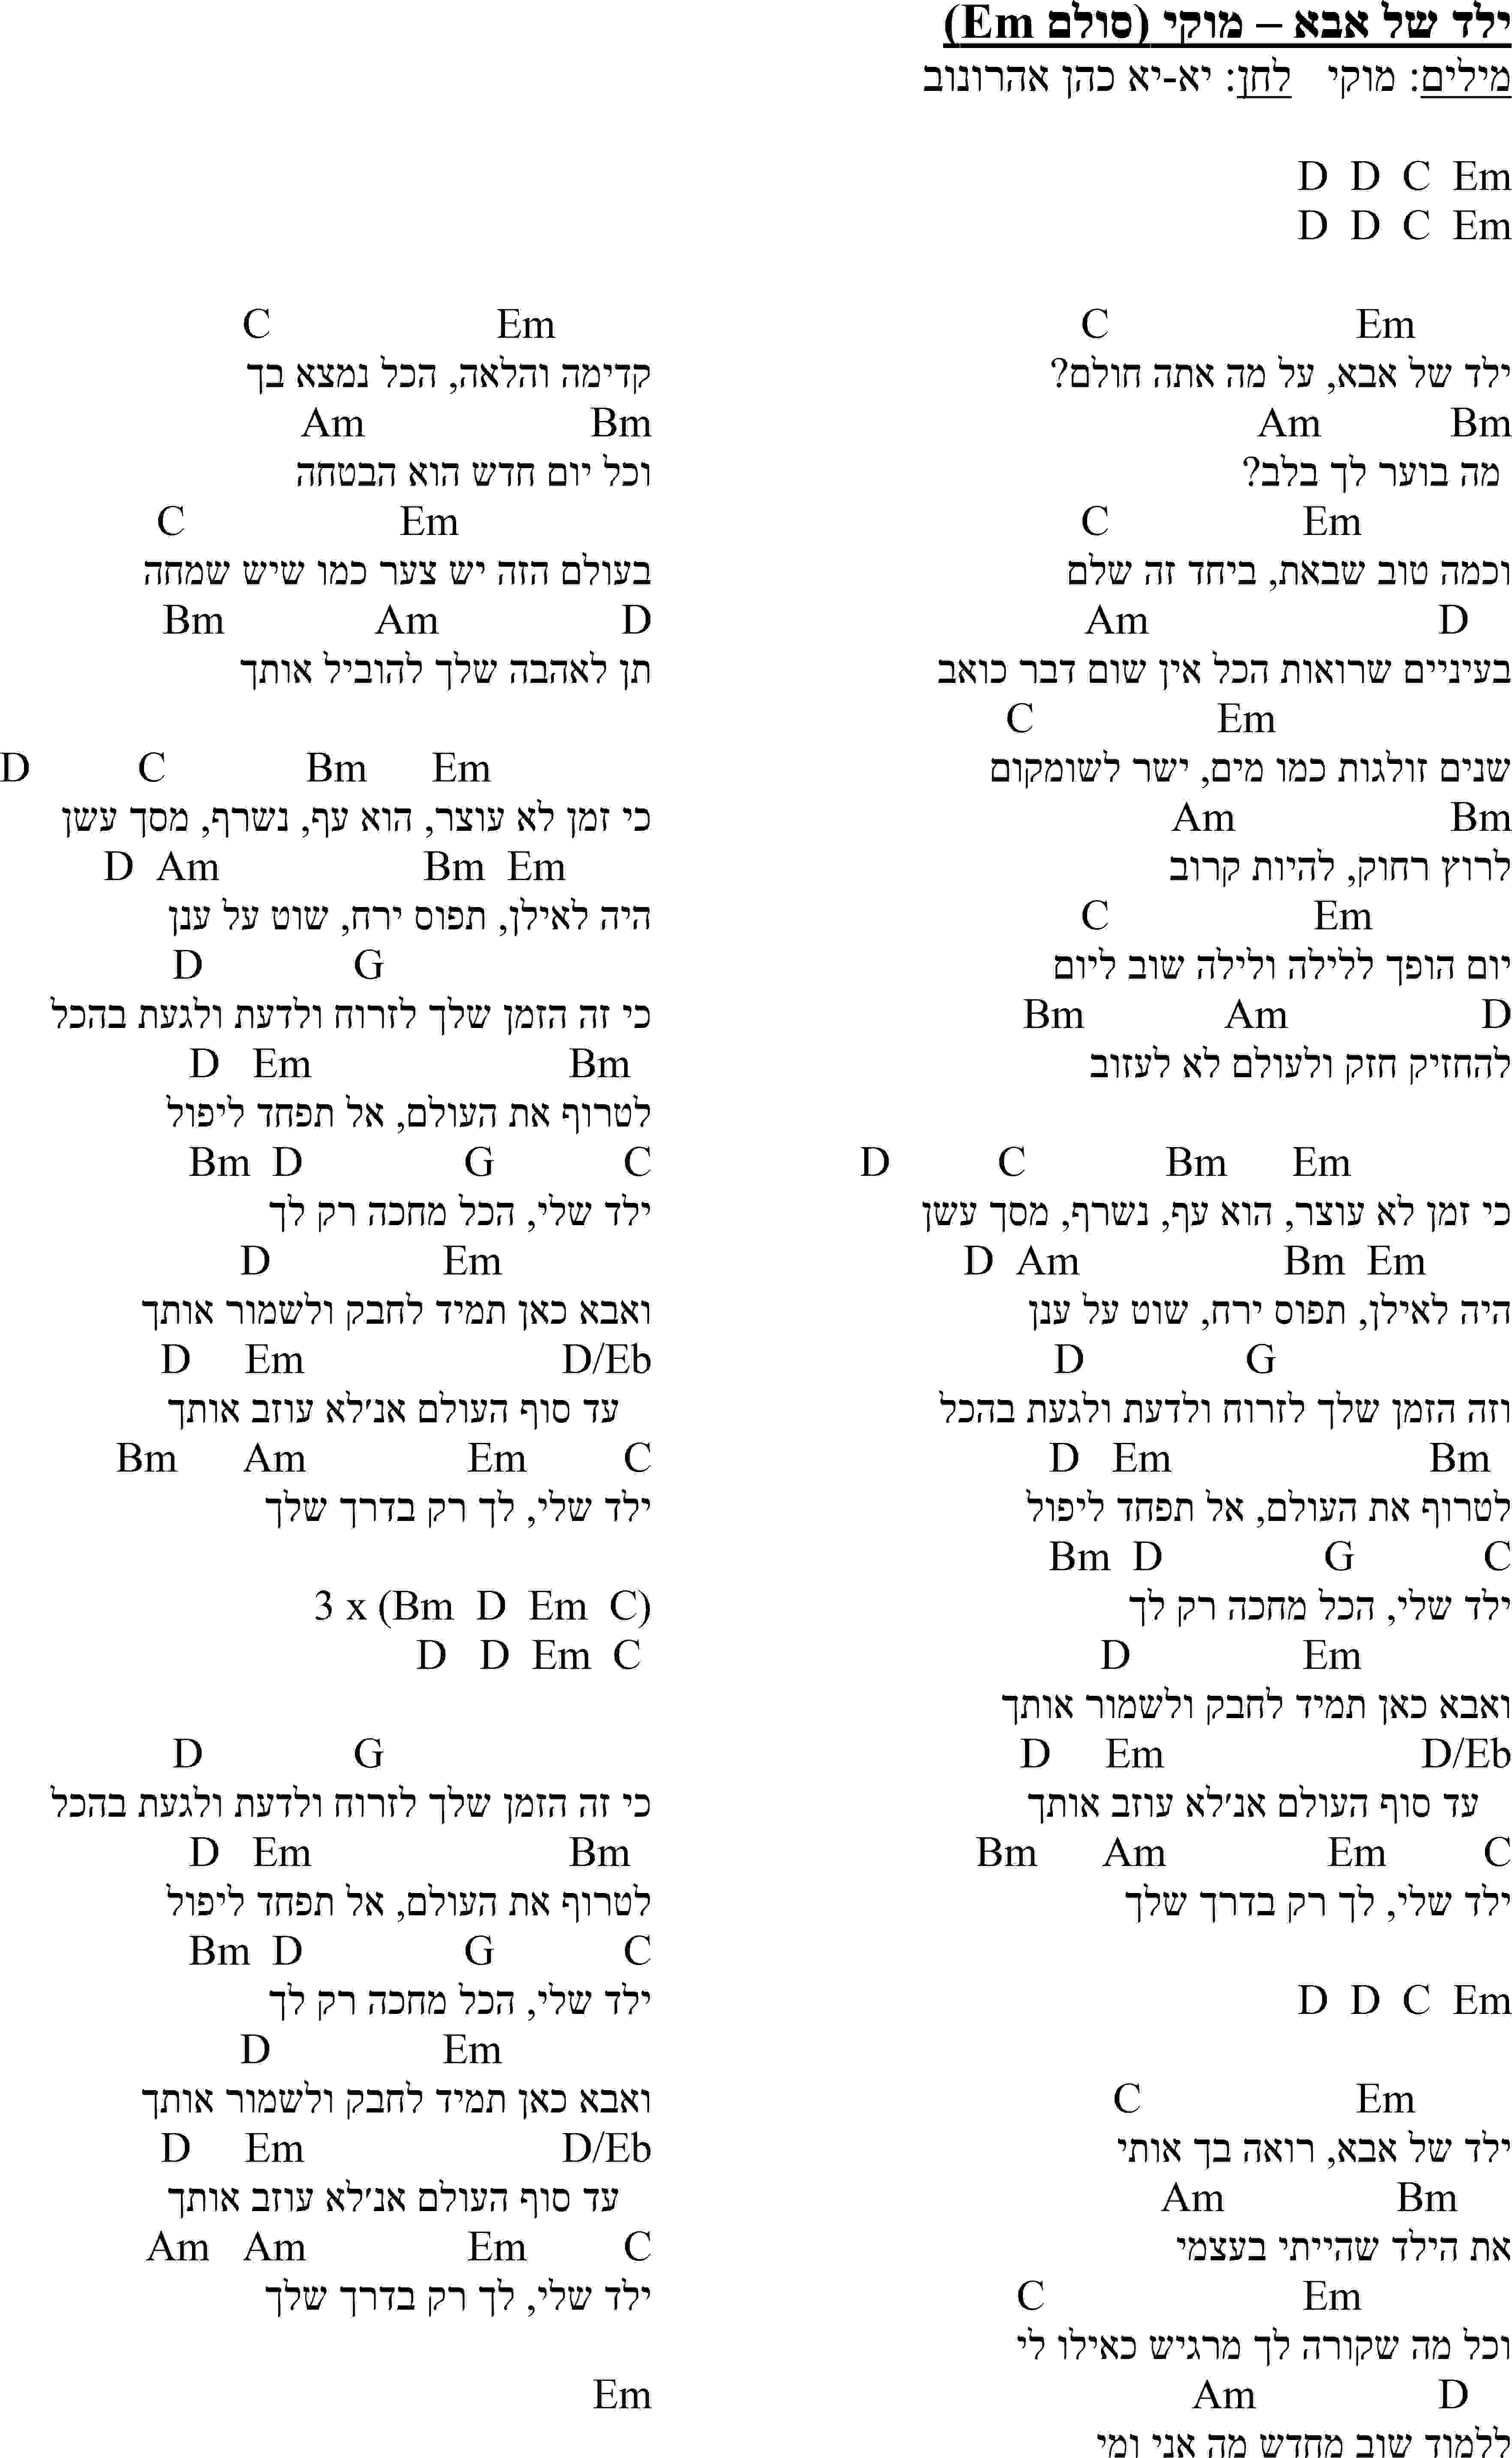 ילד של אבא – מוקי (סולם Em)
מילים: מוקי לחן: יא-יא כהן אהרונוב
D D C Em
D D C Em
C Em
ילד של אבא, על מה אתה חולם?
Am Bm
מה בוער לך בלב?
C Em
וכמה טוב שבאת, ביחד זה שלם
Am D
בעיניים שרואות הכל אין שום דבר כואב
C Em
שנים זולגות כמו מים, ישר לשומקום
Am Bm
לרוץ רחוק, להיות קרוב
C Em
יום הופך ללילה ולילה שוב ליום
Bm Am D
להחזיק חזק ולעולם לא לעזוב
D C Bm Em
כי זמן לא עוצר, הוא עף, נשרף, מסך עשן
D Am Bm Em
היה לאילן, תפוס ירח, שוט על ענן
D G
וזה הזמן שלך לזרוח ולדעת ולגעת בהכל
D Em Bm
לטרוף את העולם, אל תפחד ליפול
Bm D G C
ילד שלי, הכל מחכה רק לך
D Em
ואבא כאן תמיד לחבק ולשמור אותך
D Em D/Eb
עד סוף העולם אנ'לא עוזב אותך
Bm Am Em C
ילד שלי, לך רק בדרך שלך
D D C Em
C Em
ילד של אבא, רואה בך אותי
Am Bm
את הילד שהייתי בעצמי
C Em
וכל מה שקורה לך מרגיש כאילו לי
Am D
ללמוד שוב מחדש מה אני ומי
C Em
קדימה והלאה, הכל נמצא בך
Am Bm
וכל יום חדש הוא הבטחה
C Em
בעולם הזה יש צער כמו שיש שמחה
Bm Am D
תן לאהבה שלך להוביל אותך
D C Bm Em
כי זמן לא עוצר, הוא עף, נשרף, מסך עשן
D Am Bm Em
היה לאילן, תפוס ירח, שוט על ענן
D G
כי זה הזמן שלך לזרוח ולדעת ולגעת בהכל
D Em Bm
לטרוף את העולם, אל תפחד ליפול
Bm D G C
ילד שלי, הכל מחכה רק לך
D Em
ואבא כאן תמיד לחבק ולשמור אותך
D Em D/Eb
עד סוף העולם אנ'לא עוזב אותך
Bm Am Em C
ילד שלי, לך רק בדרך שלך
3 x (Bm D Em C)
D D Em C
D G
כי זה הזמן שלך לזרוח ולדעת ולגעת בהכל
D Em Bm
לטרוף את העולם, אל תפחד ליפול
Bm D G C
ילד שלי, הכל מחכה רק לך
D Em
ואבא כאן תמיד לחבק ולשמור אותך
D Em D/Eb
עד סוף העולם אנ'לא עוזב אותך
Am Am Em C
ילד שלי, לך רק בדרך שלך
Em